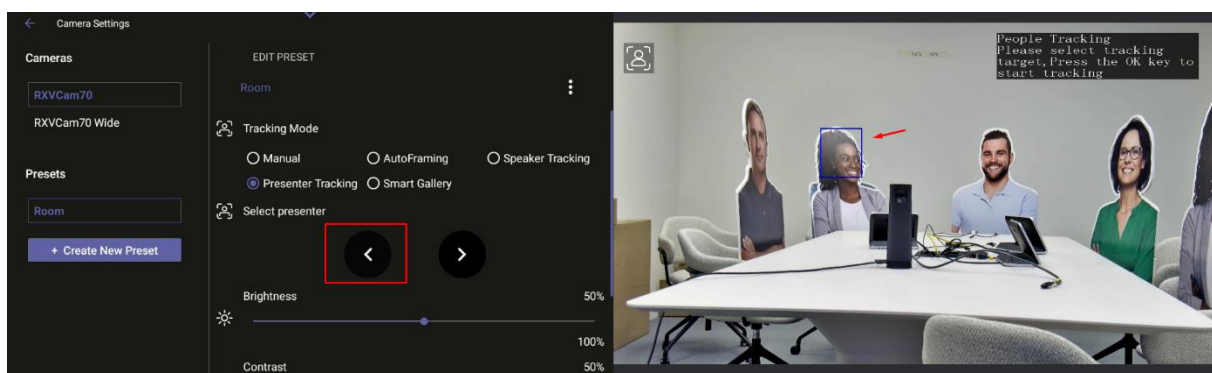 Camera Settings
Cameras
RXVCam70
RXVCam70 Wide
Presets
Room
+ Create New Preset
EDIT PRESET
Room
Tracking Mode
Manual
AutoFraming
Speaker Tracking
Presenter Tracking
Smart Gallery
Select presenter
Brightness
50%
100%
Contrast
50%
People Tracking
Please select tracking
target,Press the OK key to
start tracking